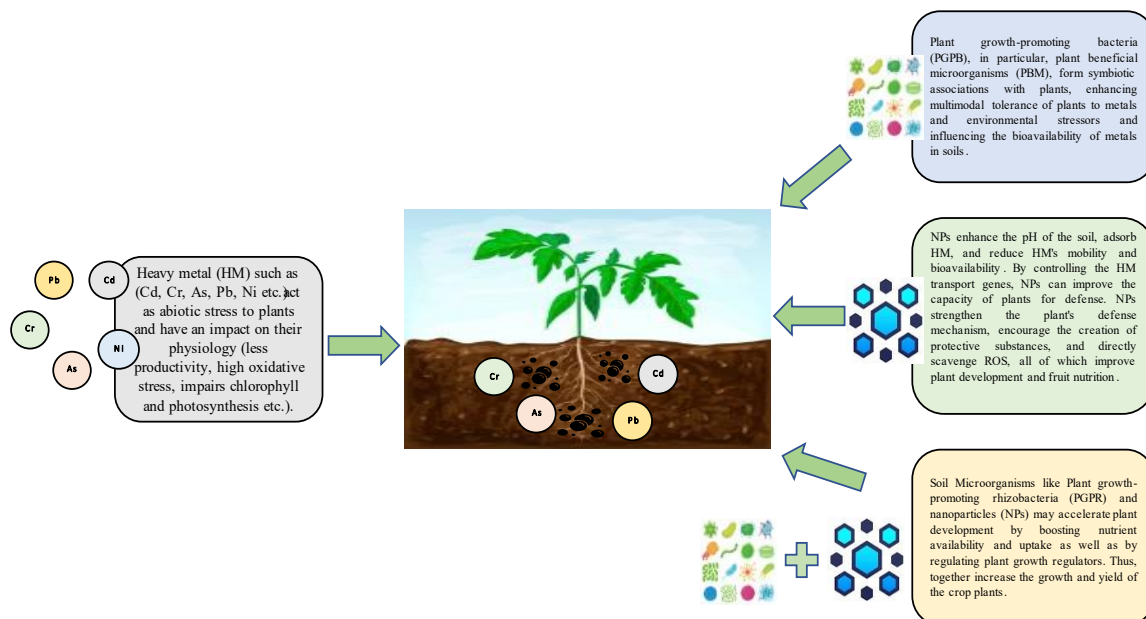 Plant growth-promoting bacteria
(PGPB), in particular, plant beneficial
microorganisms (PBM), form symbiotic
associations with plants, enhancing
multimodal tolerance of plants to metals
and environmental stressors and
influencing the bioavailability of metals
in soils.
NPs enhance the pH of the soil, adsorb
HM, and reduce HM's mobility and
bioavailability. By controlling the HM
transport genes, NPs can improve the
capacity of plants for defense. NPs
strengthen the plant's defense
mechanism, encourage the creation of
protective substances, and directly
scavenge ROS, all of which improve
plant development and fruit nutrition.
Pb
Cd
Cr
Ni
As
Heavy metal (HM) such as
(Cd, Cr, As, Pb, Ni etc.)act
as abiotic stress to plants
and have an impact on their
physiology (less
productivity, high oxidative
stress, impairs chlorophyll
and photosynthesis etc.).
Cr
Cd
As
Pb
Soil Microorganisms like Plant growth-
promoting rhizobacteria (PGPR) and
nanoparticles (NPs) may accelerate plant
development by boosting nutrient
availability and uptake as well as by
regulating plant growth regulators. Thus,
together increase the growth and yield of
the crop plants.